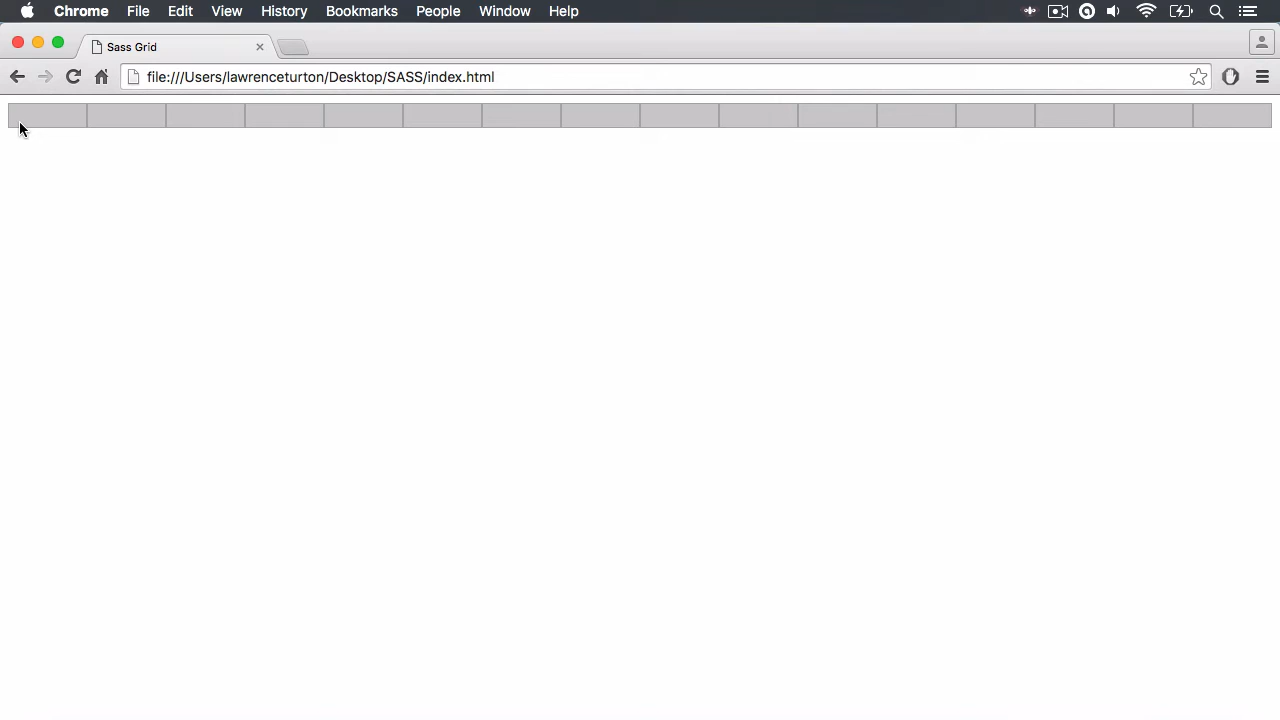 Chrome File Edit View History Bookmarks People Window Help
Sass Grid
file:///Users/lawrenceturton/Desktop/SASS/index.html